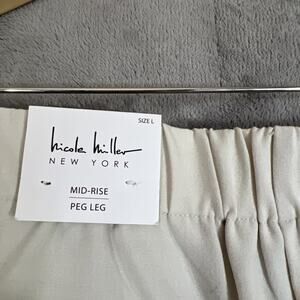 SIZE L
nicole miller
NEW YORK
MID-RISE
PEG LEG